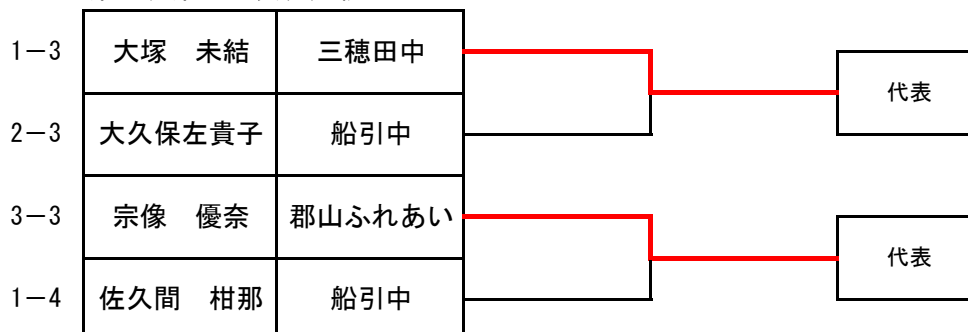 1－3 大塚　未結 三穂田中
代表
2－3 大久保左貴子 船引中
3－3 宗像　優奈 郡山ふれあい
代表
1－4 佐久間　柑那 船引中